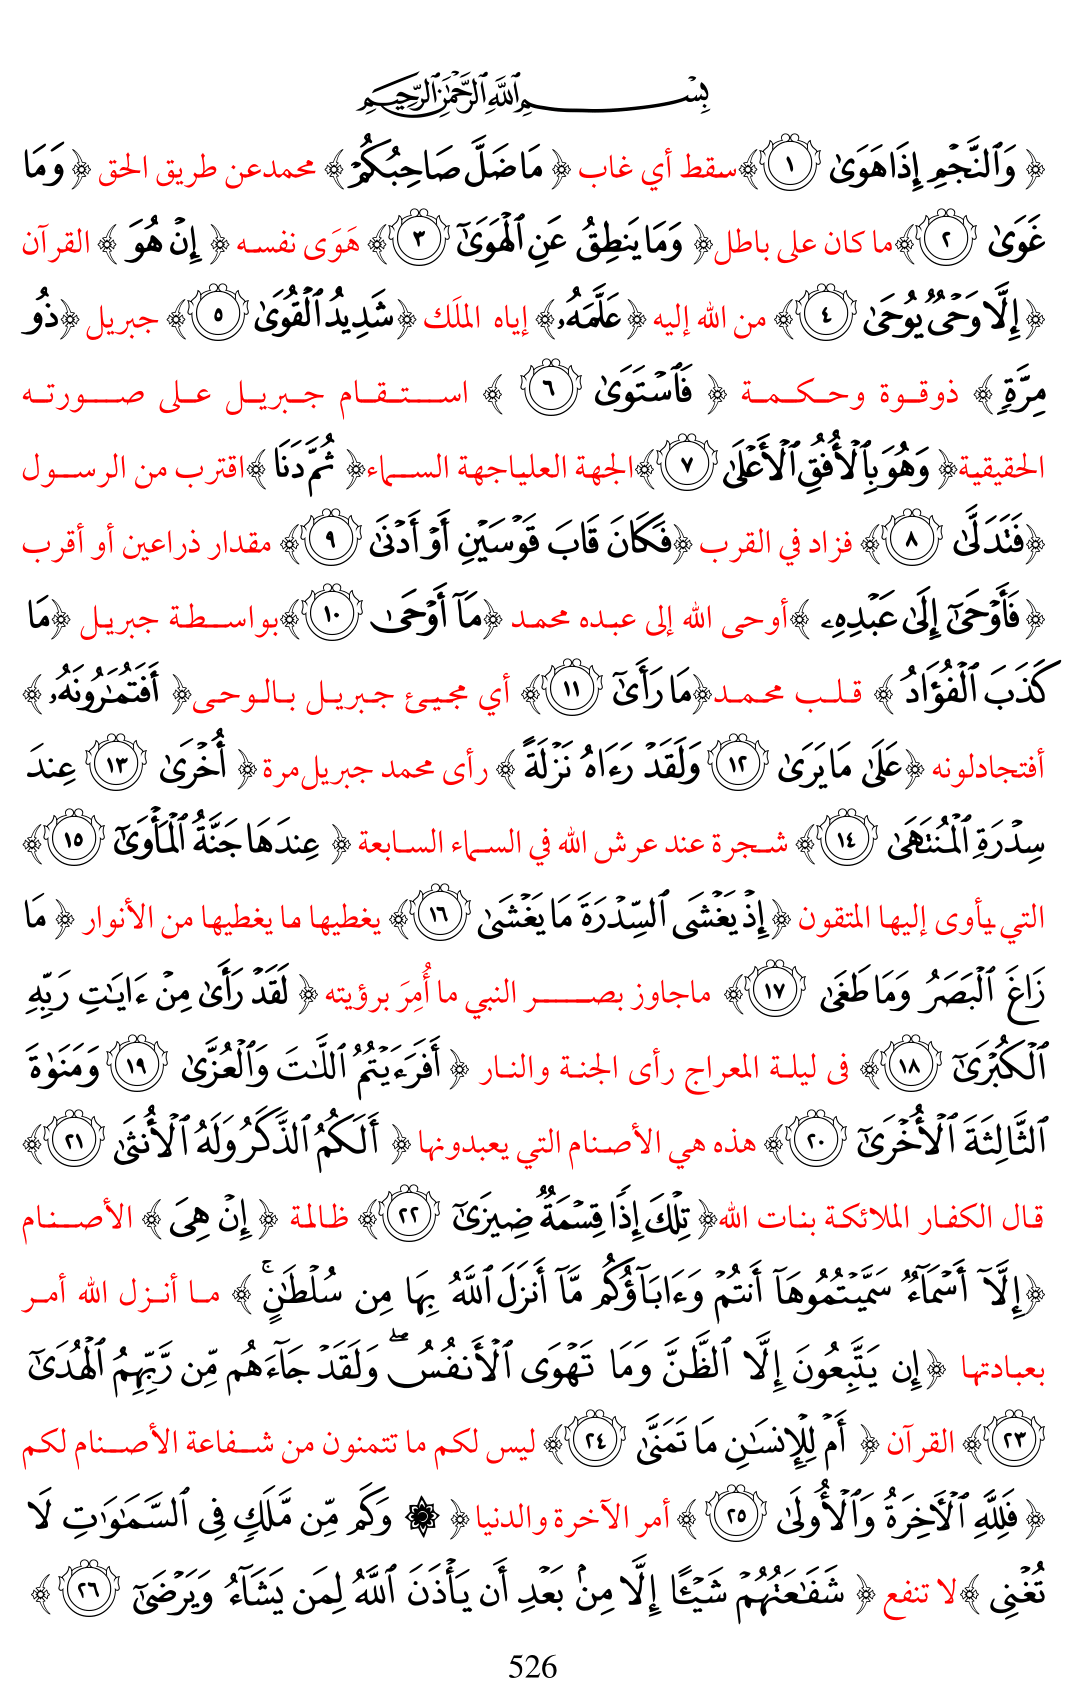 بِسْمِ ٱللَّهِ ٱلرَّحْمَٰنِ ٱلرَّحِيمِ
﴿ وَٱلنَّجْمِ إِذَا هَوَىٰ ١ ﴾ سقط أي غاب ﴿ مَا ضَلَّ صَاحِبُكُمْ ﴾ محمدعن طريق الحق ﴿ وَمَا
غَوَىٰ ٢ ﴾ ما كان على باطل ﴿ وَمَا يَنطِقُ عَنِ ٱلْهَوَىٰٓ ٣ ﴾ هَوَى نفسه ﴿ إِنْ هُوَ ﴾ القرآن
﴿ إِلَّا وَحْىٌ يُوحَىٰ ٤ ﴾ من الله إليه ﴿ عَلَّمَهُۥ ﴾ إياه الملَك ﴿ شَدِيدُ ٱلْقُوَىٰ ٥ ﴾ جبريل ﴿ ذُو
مِرَّةٍ ﴾ ذوقوة وحكمة ﴿ فَٱسْتَوَىٰ ٦ ﴾ استقام جبريل على صورته
الحقيقية ﴿ وَهُوَ بِٱلْأُفُقِ ٱلْأَعْلَىٰ ٧ ﴾ الجهة العلياجهة السماء ﴿ ثُمَّ دَنَا ﴾ اقترب من الرسول
﴿ فَتَدَلَّىٰ ٨ ﴾ فزاد في القرب ﴿ فَكَانَ قَابَ قَوْسَيْنِ أَوْ أَدْنَىٰ ٩ ﴾ مقدار ذراعين أو أقرب
﴿ فَأَوْحَىٰٓ إِلَىٰ عَبْدِهِۦ ﴾ أوحى الله إلى عبده محمد ﴿ مَآ أَوْحَىٰ ١٠ ﴾ بواسطة جبريل ﴿ مَا
كَذَبَ ٱلْفُؤَادُ ﴾ قلب محمد ﴿ مَا رَأَىٰٓ ١١ ﴾ أي مجيئ جبريل بالوحى ﴿ أَفَتُمَٰرُونَهُۥ ﴾
أفتجادلونه ﴿ عَلَىٰ مَا يَرَىٰ ١٢ وَلَقَدْ رَءَاهُ نَزْلَةً ﴾ رأى محمد جبريل مرة ﴿ أُخْرَىٰ ١٣ عِندَ
سِدْرَةِ ٱلْمُنتَهَىٰ ١٤ ﴾ شجرة عند عرش الله في السماء السابعة ﴿ عِندَهَا جَنَّةُ ٱلْمَأْوَىٰٓ ١٥ ﴾
التي يأوى إليها المتقون ﴿ إِذْ يَغْشَى ٱلسِّدْرَةَ مَا يَغْشَىٰ ١٦ ﴾ يغطيها ما يغطيها من الأنوار ﴿ مَا
زَاغَ ٱلْبَصَرُ وَمَا طَغَىٰ ١٧ ﴾ ماجاوز بصر النبي ما أُمِرَ برؤيته ﴿ لَقَدْ رَأَىٰ مِنْ ءَايَٰتِ رَبِّهِ
ٱلْكُبْرَىٰٓ ١٨ ﴾ فى ليلة المعراج رأى الجنة والنار ﴿ أَفَرَءَيْتُمُ ٱللَّٰتَ وَٱلْعُزَّىٰ ١٩ وَمَنَوٰةَ
ٱلثَّالِثَةَ ٱلْأُخْرَىٰٓ ٢٠ ﴾ هذه هي الأصنام التي يعبدونها ﴿ أَلَكُمُ ٱلذَّكَرُ وَلَهُ ٱلْأُنثَىٰ ٢١ ﴾
قال الكفار الملائكة بنات الله ﴿ تِلْكَ إِذًا قِسْمَةٌ ضِيزَىٰٓ ٢٢ ﴾ ظالمة ﴿ إِنْ هِىَ ﴾ الأصنام
﴿ إِلَّآ أَسْمَآءٌ سَمَّيْتُمُوهَآ أَنتُمْ وَءَابَآؤُكُم مَّآ أَنزَلَ ٱللَّهُ بِهَا مِن سُلْطَٰنٍ ۚ ﴾ ما أنزل الله أمر
بعبادتها ﴿ إِن يَتَّبِعُونَ إِلَّا ٱلظَّنَّ وَمَا تَهْوَى ٱلْأَنفُسُ ۖ وَلَقَدْ جَآءَهُم مِّن رَّبِّهِمُ ٱلْهُدَىٰٓ
٢٣ ﴾ القرآن ﴿ أَمْ لِلْإِنسَٰنِ مَا تَمَنَّىٰ ٢٤ ﴾ ليس لكم ما تتمنون من شفاعة الأصنام لكم
﴿ فَلِلَّهِ ٱلْءَاخِرَةُ وَٱلْأُولَىٰ ٢٥ ﴾ أمر الآخرة والدنيا ﴿ ۞ وَكَم مِّن مَّلَكٍ فِى ٱلسَّمَٰوَٰتِ لَا
تُغْنِى ﴾ لا تنفع ﴿ شَفَٰعَتُهُمْ شَيْـًٔا إِلَّا مِنۢ بَعْدِ أَن يَأْذَنَ ٱللَّهُ لِمَن يَشَآءُ وَيَرْضَىٰٓ ٢٦ ﴾
526